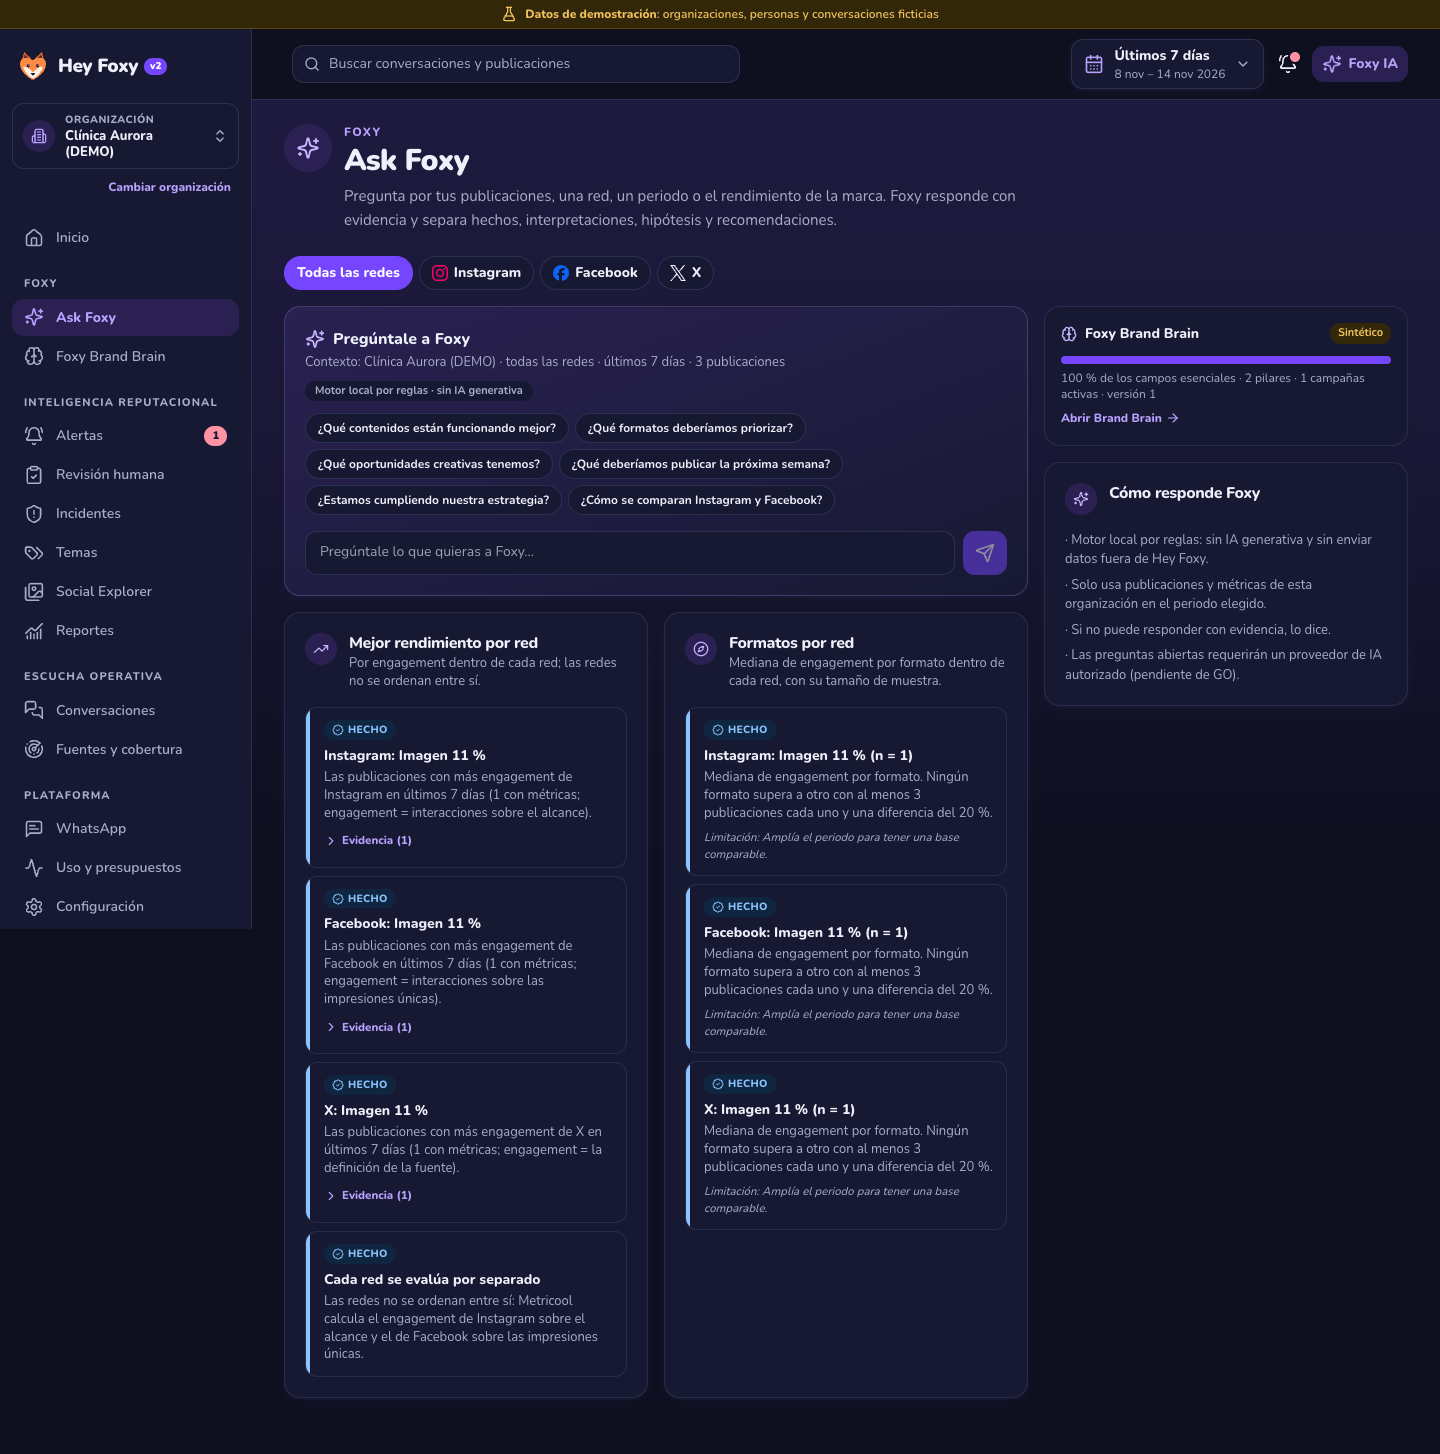 Datos de demostración: organizaciones, personas y conversaciones ficticias
Hey Foxy v2
ORGANIZACIÓN
Clínica Aurora
(DEMO)
Cambiar organización
Inicio
FOXY
Ask Foxy
Foxy Brand Brain
INTELIGENCIA REPUTACIONAL
Alertas 1
Revisión humana
Incidentes
Temas
Social Explorer
Reportes
ESCUCHA OPERATIVA
Conversaciones
Fuentes y cobertura
PLATAFORMA
WhatsApp
Uso y presupuestos
Configuración
Buscar conversaciones y publicaciones
Últimos 7 días
8 nov – 14 nov 2026
Foxy IA
FOXY
Ask Foxy
Pregunta por tus publicaciones, una red, un periodo o el rendimiento de la marca. Foxy responde con
evidencia y separa hechos, interpretaciones, hipótesis y recomendaciones.
Todas las redes Instagram Facebook X
Pregúntale a Foxy
Contexto: Clínica Aurora (DEMO) · todas las redes · últimos 7 días · 3 publicaciones
Motor local por reglas · sin IA generativa
¿Qué contenidos están funcionando mejor? ¿Qué formatos deberíamos priorizar?
¿Qué oportunidades creativas tenemos? ¿Qué deberíamos publicar la próxima semana?
¿Estamos cumpliendo nuestra estrategia? ¿Cómo se comparan Instagram y Facebook?
Pregúntale lo que quieras a Foxy...
Mejor rendimiento por red
Por engagement dentro de cada red; las redes
no se ordenan entre sí.
HECHO
Instagram: Imagen 11 %
Las publicaciones con más engagement de
Instagram en últimos 7 días (1 con métricas;
engagement = interacciones sobre el alcance).
Evidencia (1)
HECHO
Facebook: Imagen 11 %
Las publicaciones con más engagement de
Facebook en últimos 7 días (1 con métricas;
engagement = interacciones sobre las
impresiones únicas).
Evidencia (1)
HECHO
X: Imagen 11 %
Las publicaciones con más engagement de X en
últimos 7 días (1 con métricas; engagement = la
definición de la fuente).
Evidencia (1)
HECHO
Cada red se evalúa por separado
Las redes no se ordenan entre sí: Metricool
calcula el engagement de Instagram sobre el
alcance y el de Facebook sobre las impresiones
únicas.
Formatos por red
Mediana de engagement por formato dentro de
cada red, con su tamaño de muestra.
HECHO
Instagram: Imagen 11 % (n = 1)
Mediana de engagement por formato. Ningún
formato supera a otro con al menos 3
publicaciones cada uno y una diferencia del 20 %.
Limitación: Amplía el periodo para tener una base
comparable.
HECHO
Facebook: Imagen 11 % (n = 1)
Mediana de engagement por formato. Ningún
formato supera a otro con al menos 3
publicaciones cada uno y una diferencia del 20 %.
Limitación: Amplía el periodo para tener una base
comparable.
HECHO
X: Imagen 11 % (n = 1)
Mediana de engagement por formato. Ningún
formato supera a otro con al menos 3
publicaciones cada uno y una diferencia del 20 %.
Limitación: Amplía el periodo para tener una base
comparable.
Foxy Brand Brain Sintético
100 % de los campos esenciales · 2 pilares · 1 campañas
activas · versión 1
Abrir Brand Brain
Cómo responde Foxy
· Motor local por reglas: sin IA generativa y sin enviar
datos fuera de Hey Foxy.
· Solo usa publicaciones y métricas de esta
organización en el periodo elegido.
· Si no puede responder con evidencia, lo dice.
· Las preguntas abiertas requerirán un proveedor de IA
autorizado (pendiente de GO).